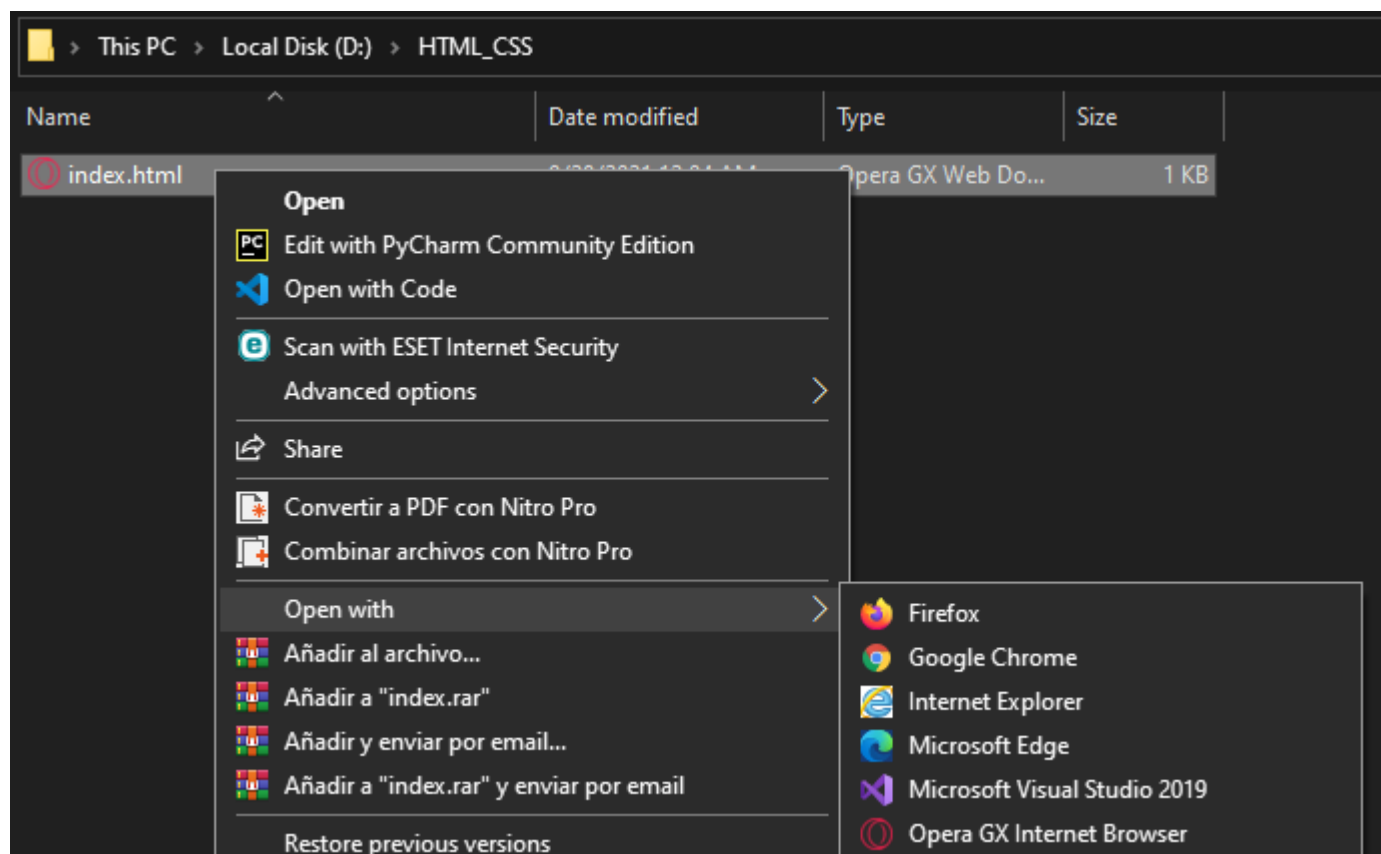 This PC > Local Disk (D:) > HTML_CSS
Name Date modified Type Size
index.html Opera GX Web Do... 1 KB
Open
PC Edit with PyCharm Community Edition
Open with Code
e Scan with ESET Internet Security
Advanced options
Share
Convertir a PDF con Nitro Pro
Combinar archivos con Nitro Pro
Open with
Firefox
Añadir al archivo...
Google Chrome
Añadir a "index.rar"
Internet Explorer
Añadir y enviar por email...
Microsoft Edge
Añadir a "index.rar" y enviar por email
Microsoft Visual Studio 2019
Restore previous versions
Opera GX Internet Browser